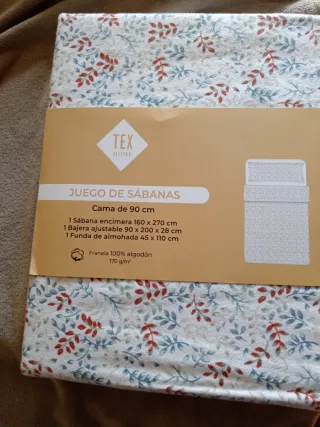 TEX
HOME
JUEGO DE SÁBANAS
Cama de 90 cm
1 Sábana encimera 160 x 270 cm
1 Bajera ajustable 90 x 200 x 28 cm
1 Funda de almohada 45 x 110 cm
Franela 100% algodón
170 g/m²